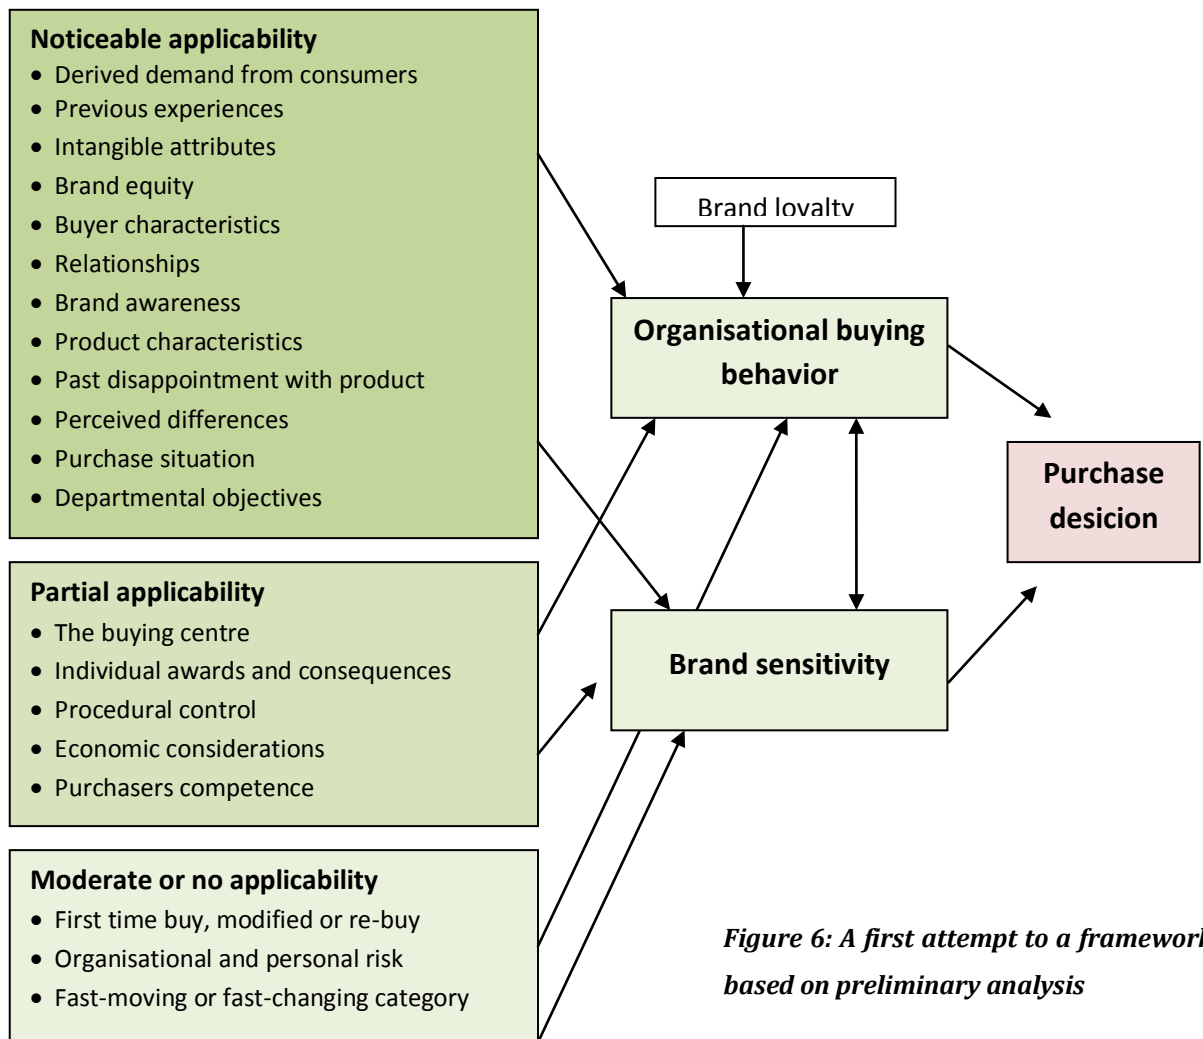 Noticeable applicability
• Derived demand from consumers
• Previous experiences
• Intangible attributes
• Brand equity
• Buyer characteristics
• Relationships
• Brand awareness
• Product characteristics
• Past disappointment with product
• Perceived differences
• Purchase situation
• Departmental objectives
Partial applicability
• The buying centre
• Individual awards and consequences
• Procedural control
• Economic considerations
• Purchasers competence
Moderate or no applicability
• First time buy, modified or re-buy
• Organisational and personal risk
• Fast-moving or fast-changing category
Brand loyalty
Organisational buying
behavior
Brand sensitivity
Purchase
desicion
Figure 6: A first attempt to a framework
based on preliminary analysis